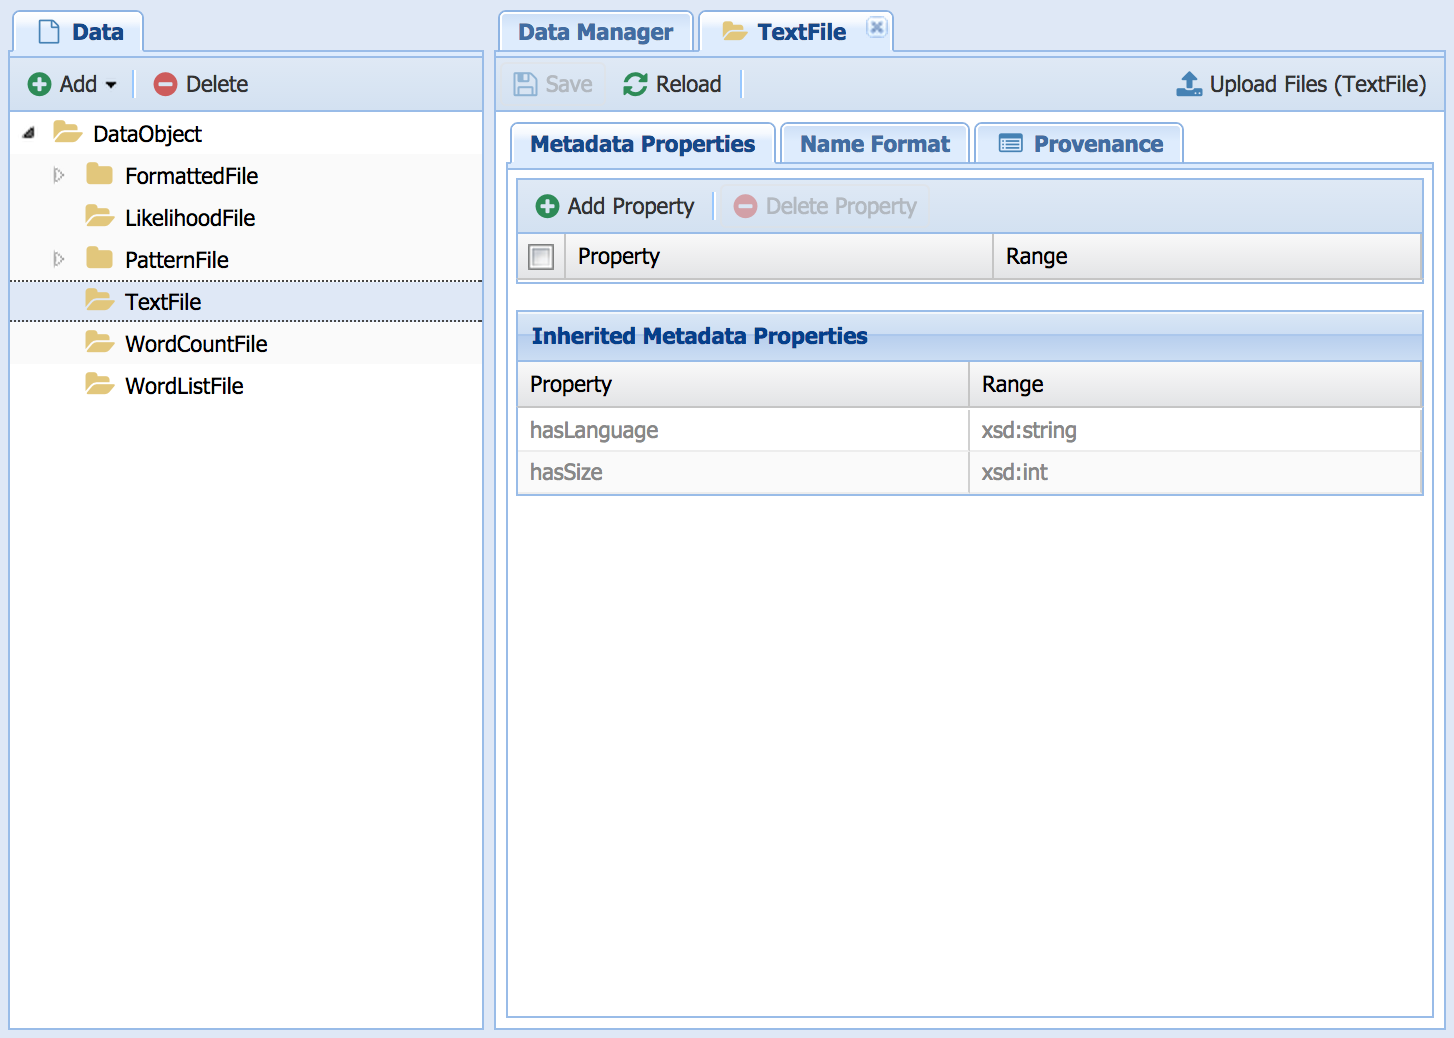 Data
Add
Delete
DataObject
FormattedFile
LikelihoodFile
PatternFile
TextFile
WordCountFile
WordListFile
Data Manager
TextFile
Save
Reload
Upload Files (TextFile)
Metadata Properties
Name Format
Provenance
Add Property
Delete Property
Property Range
Inherited Metadata Properties
Property Range
hasLanguage xsd:string
hasSize xsd:int